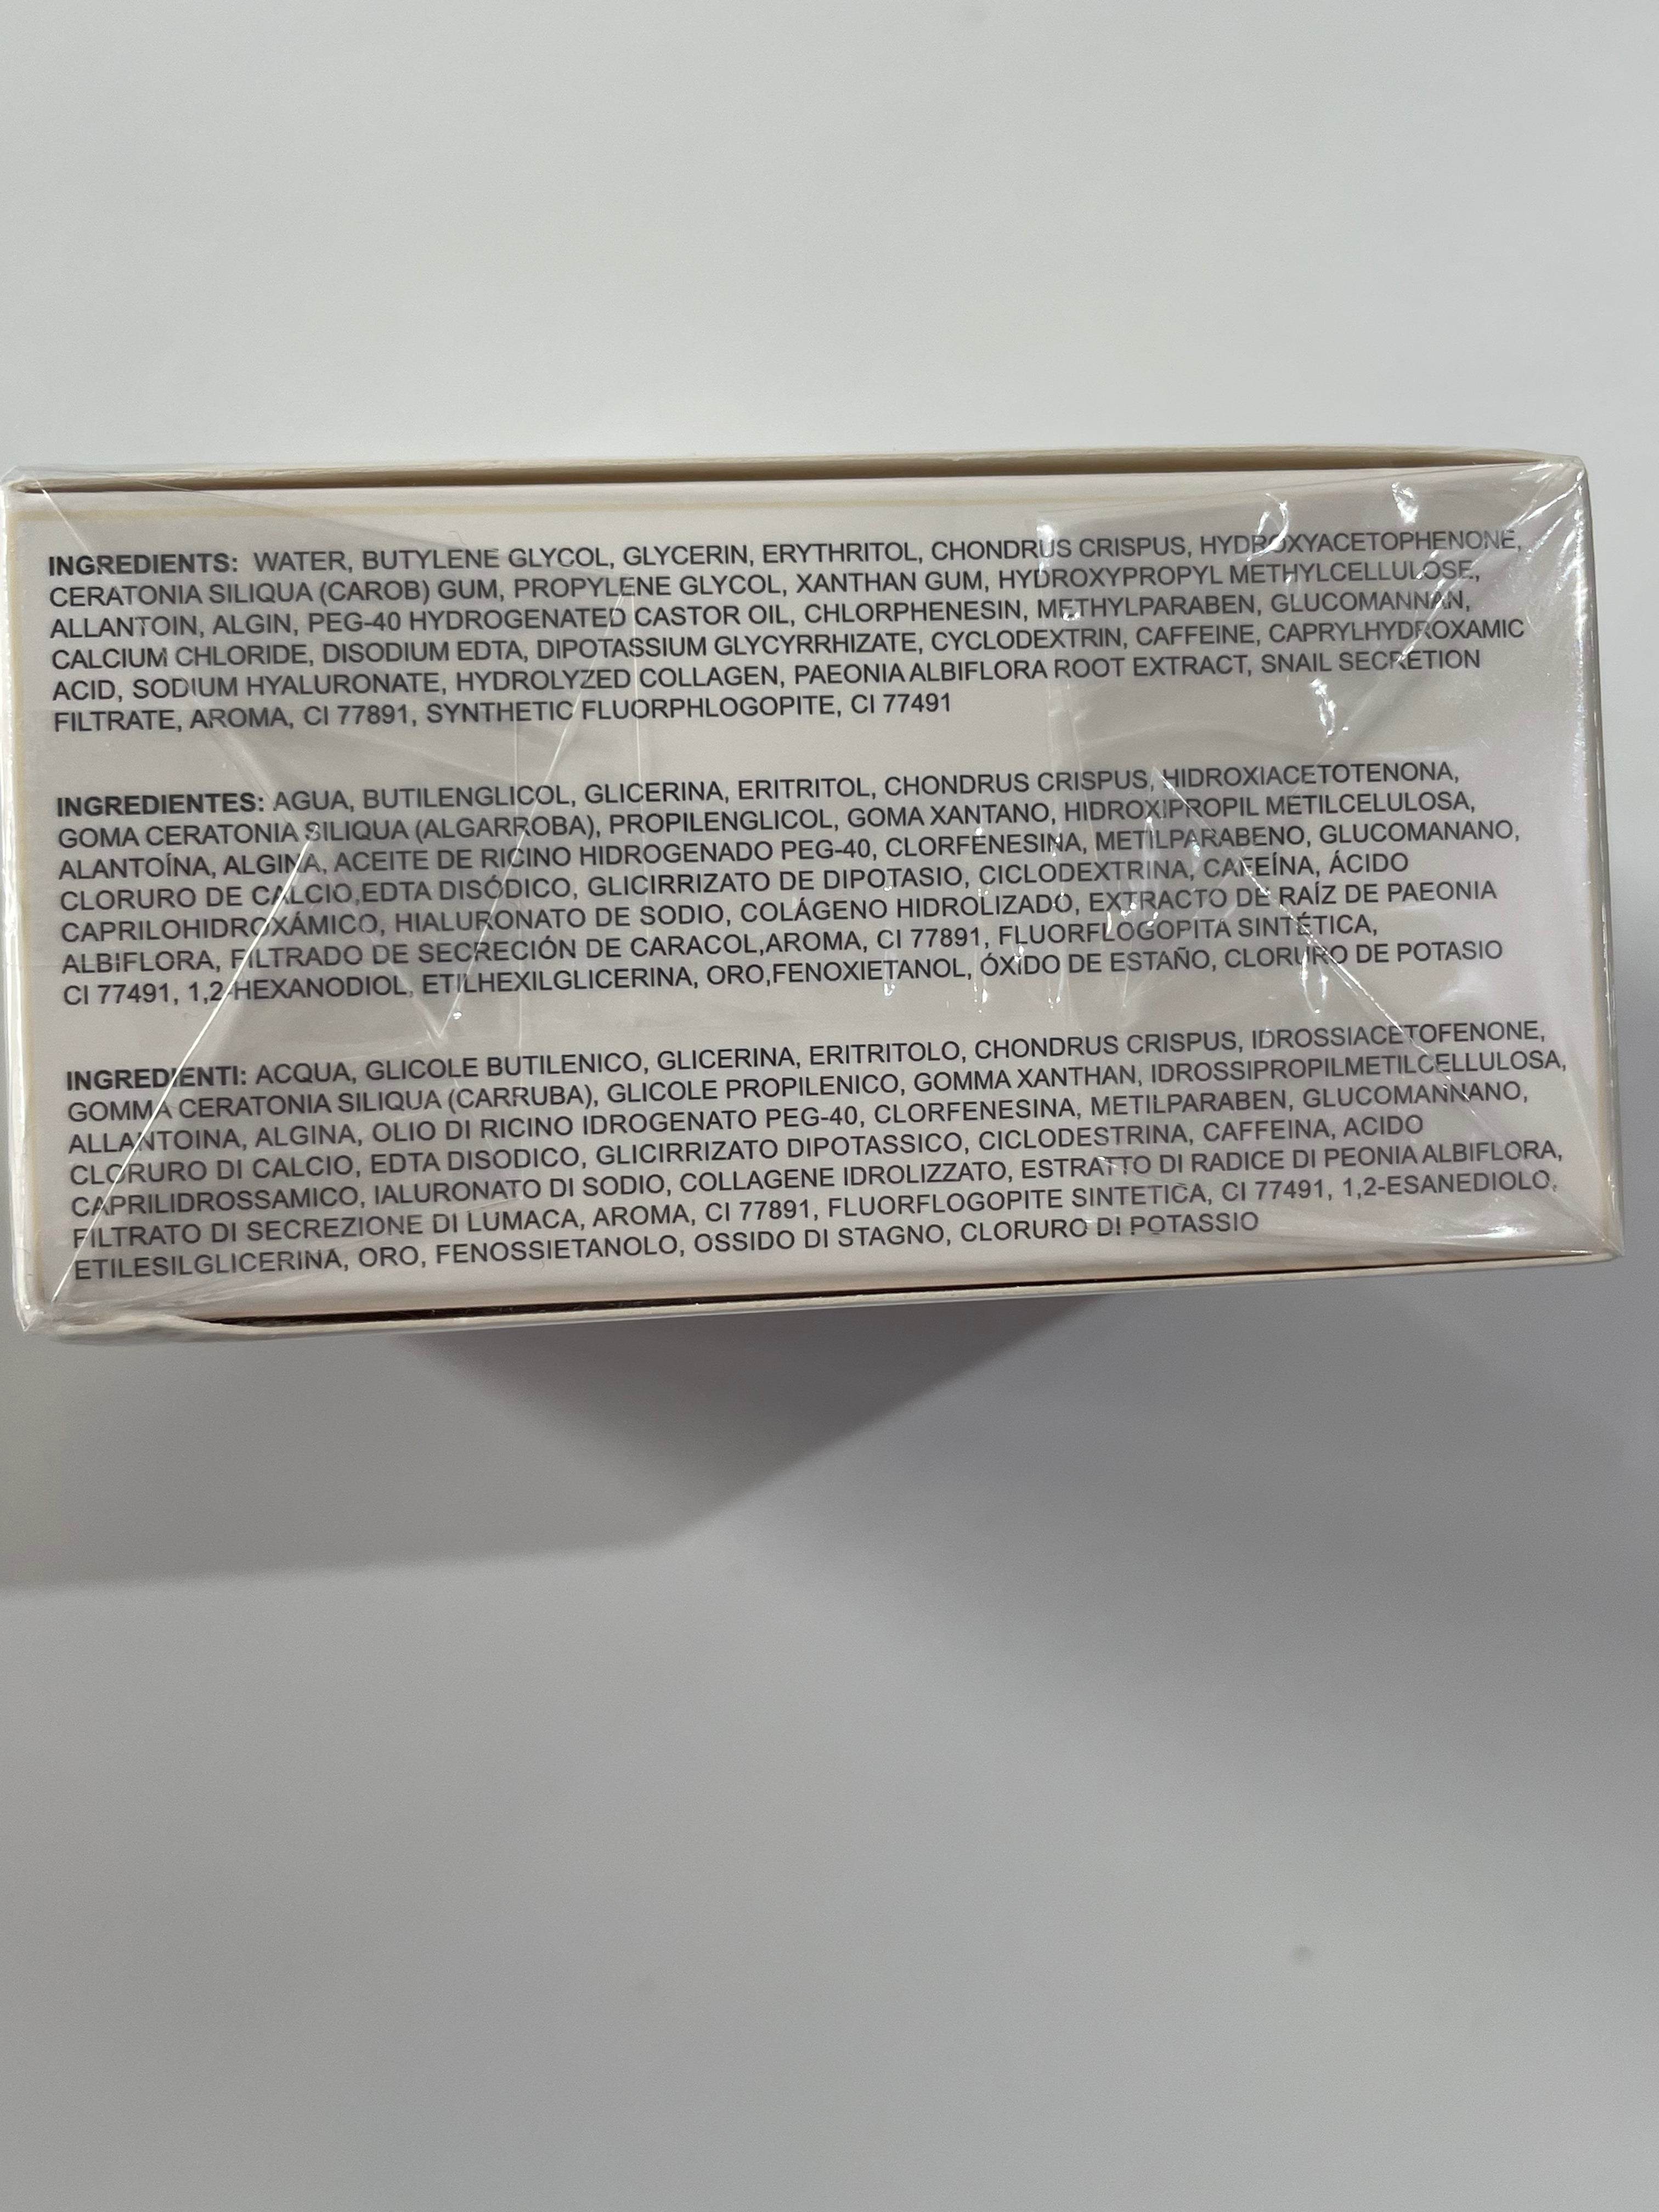 INGREDIENTS: WATER, BUTYLENE GLYCOL, GLYCERIN, ERYTHRITOL, CHONDRUS CRISPUS, HYDROXYACETOPHENONE,
CERATONIA SILIQUA (CAROB) GUM, PROPYLENE GLYCOL, XANTHAN GUM, HYDROXYPROPYL METHYLCELLULOSE,
ALLANTOIN, ALGIN, PEG-40 HYDROGENATED CASTOR OIL, CHLORPHENESIN, METHYLPARABEN, GLUCOMANNAN,
CALCIUM CHLORIDE, DISODIUM EDTA, DIPOTASSIUM GLYCYRRHIZATE, CYCLODEXTRIN, CAFFEINE, CAPRYLHYDROXAMIC
ACID, SODIUM HYALURONATE, HYDROLYZED COLLAGEN, PAEONIA ALBIFLORA ROOT EXTRACT, SNAIL SECRETION
FILTRATE, AROMA, CI 77891, SYNTHETIC FLUORPHLOGOPITE, CI 77491
INGREDIENTES: AGUA, BUTILENGLICOL, GLICERINA, ERITRITOL, CHONDRUS CRISPUS, HIDROXIACETOTENONA,
GOMA CERATONIA SILIQUA (ALGARROBA), PROPILENGLICOL, GOMA XANTANO, HIDROXIPROPIL METILCELULOSA,
ALANTOÍNA, ALGINA, ACEITE DE RICINO HIDROGENADO PEG-40, CLORFENESINA, METILPARABENO, GLUCOMANANO,
CLORURO DE CALCIO,EDTA DISÓDICO, GLICIRRIZATO DE DIPOTASIO, CICLODEXTRINA, CAFEÍNA, ÁCIDO
CAPRILOHIDROXÁMICO, HIALURONATO DE SODIO, COLÁGENO HIDROLIZADO, EXTRACTO DE RAÍZ DE PAEONIA
ALBIFLORA, FILTRADO DE SECRECIÓN DE CARACOL,AROMA, CI 77891, FLUORFLOGOPITA SINTÉTICA,
CI 77491, 1,2-HEXANODIOL, ETILHEXILGLICERINA, ORO,FENOXIETANOL, ÓXIDO DE ESTAÑO, CLORURO DE POTASIO
INGREDIENTI: ACQUA, GLICOLE BUTILENICO, GLICERINA, ERITRITOLO, CHONDRUS CRISPUS, IDROSSIACETOFENONE,
GOMMA CERATONIA SILIQUA (CARRUBA), GLICOLE PROPILENICO, GOMMA XANTHAN, IDROSSIPROPILMETILCELLULOSA,
ALLANTOINA, ALGINA, OLIO DI RICINO IDROGENATO PEG-40, CLORFENESINA, METILPARABEN, GLUCOMANNANO,
CLORURO DI CALCIO, EDTA DISODICO, GLICIRRIZATO DIPOTASSICO, CICLODESTRINA, CAFFEINA, ACIDO
CAPRILIDROSSAMICO, IALURONATO DI SODIO, COLLAGENE IDROLIZZATO, ESTRATTO DI RADICE DI PEONIA ALBIFLORA,
FILTRATO DI SECREZIONE DI LUMACA, AROMA, CI 77891, FLUORFLOGOPITE SINTETICA, CI 77491, 1,2-ESANEDIOLO,
ETILESILGLICERINA, ORO, FENOSSIETANOLO, OSSIDO DI STAGNO, CLORURO DI POTASSIO